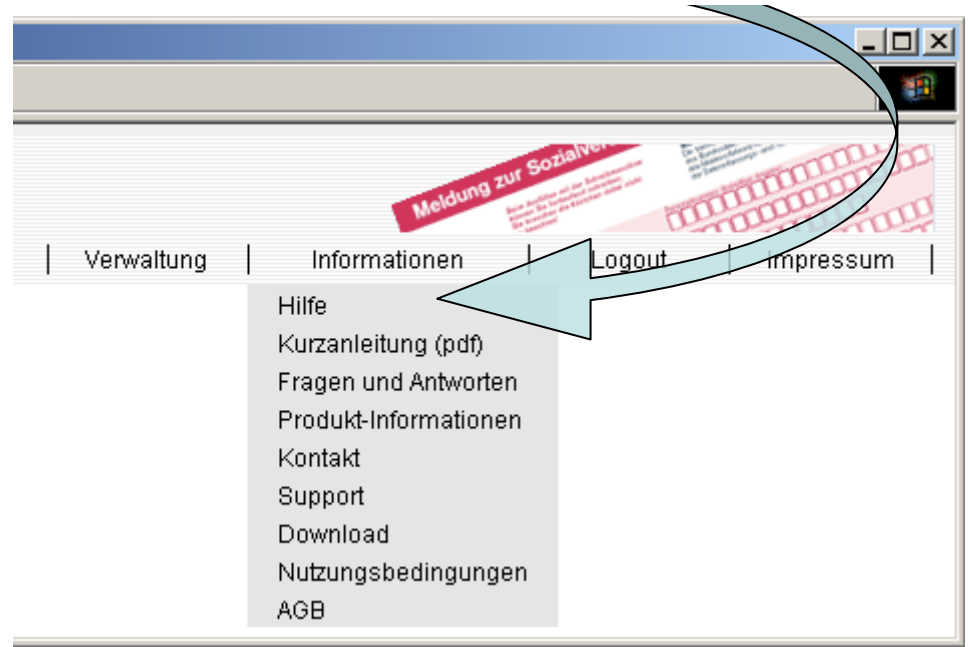 Meldung zur Sozialver
Verwaltung | Informationen | Logout | Impressum
Hilfe
Kurzanleitung (pdf)
Fragen und Antworten
Produkt-Informationen
Kontakt
Support
Download
Nutzungsbedingungen
AGB